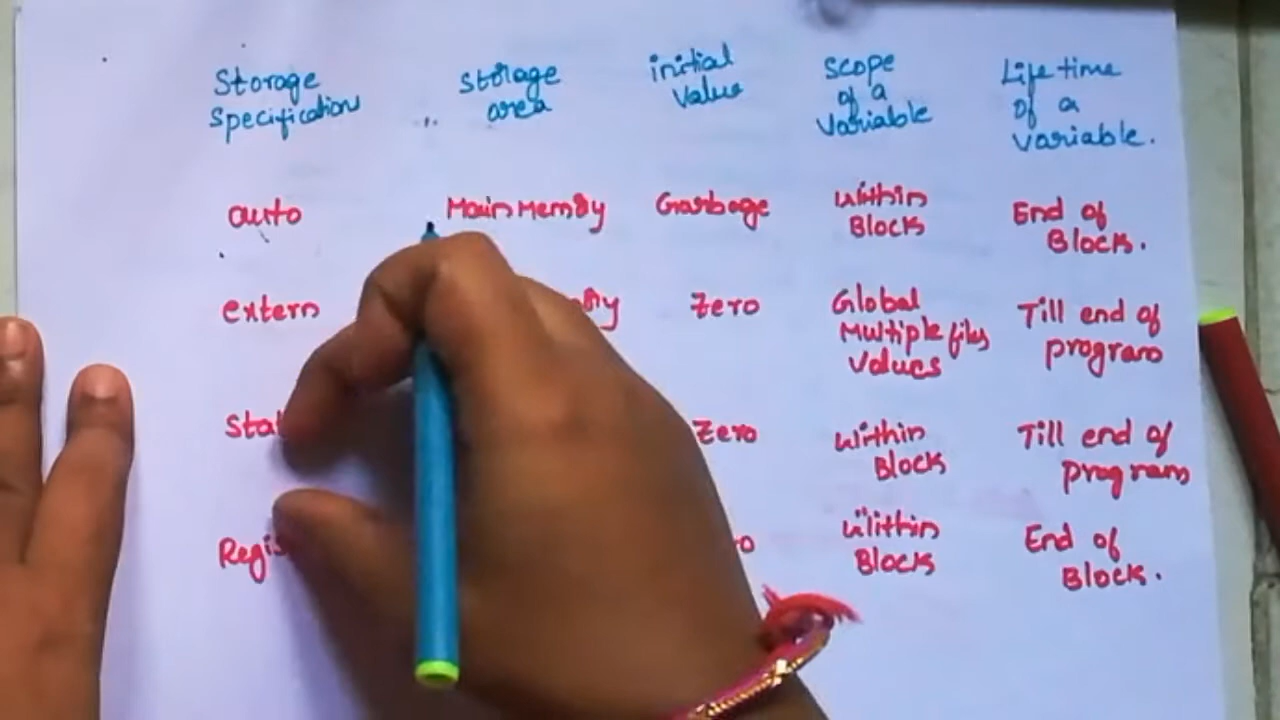 Storage Specification
storage area
initial value
scope of a variable
Life time of a variable.
auto
Main Memory
Garbage
within Block
End of Block.
extern
Zero
Global Multiple files Values
Till end of program
Zero
within Block
Till end of program
within Block
End of Block.